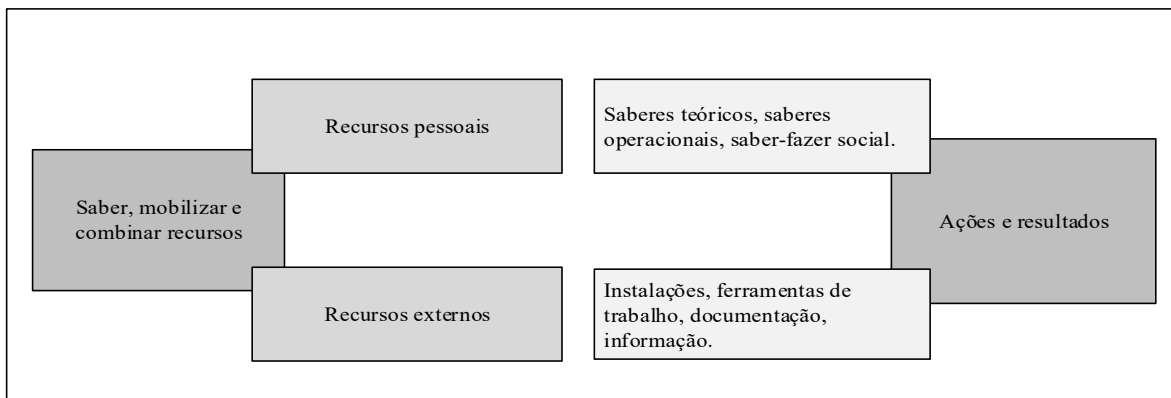 Recursos pessoais
Saberes teóricos, saberes
operacionais, saber-fazer social.
Saber, mobilizar e
combinar recursos
Ações e resultados
Recursos externos
Instalações, ferramentas de
trabalho, documentação,
informação.